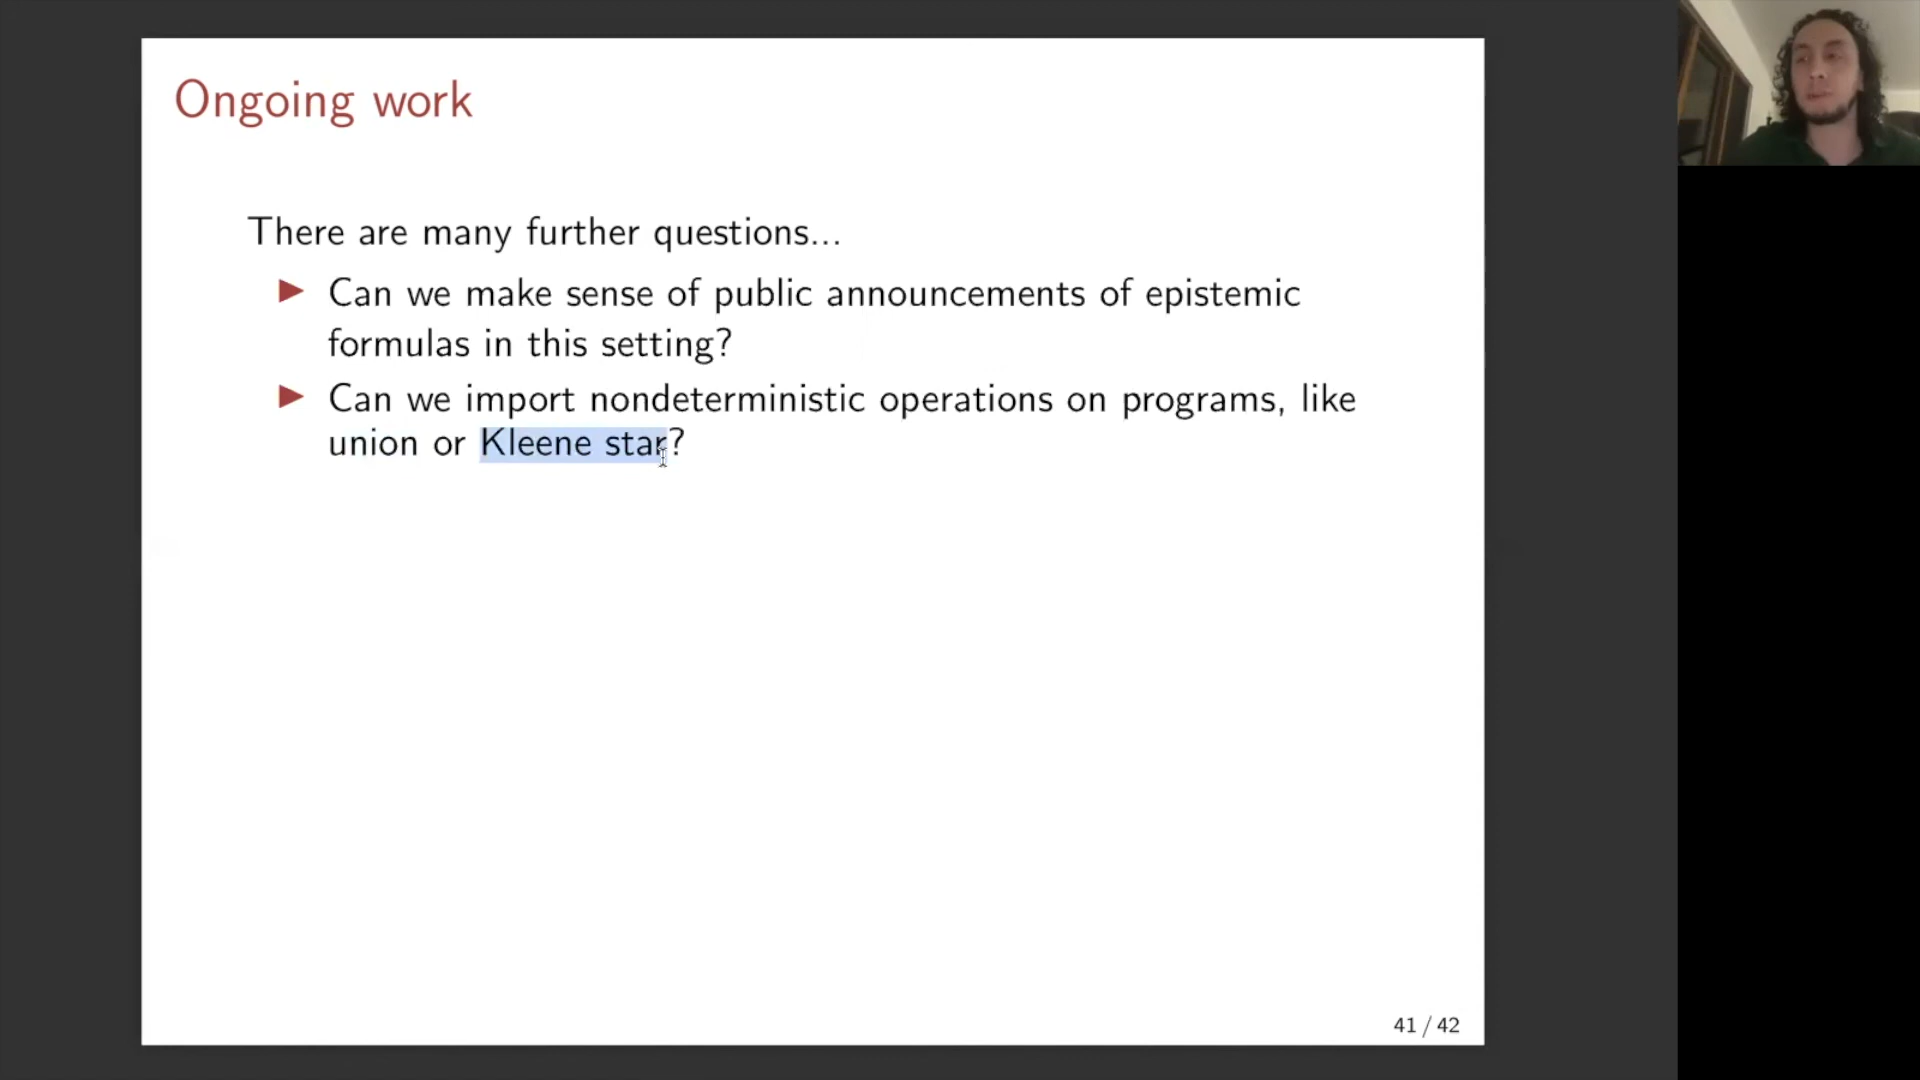 Ongoing work
There are many further questions...
▶ Can we make sense of public announcements of epistemic
formulas in this setting?
▶ Can we import nondeterministic operations on programs, like
union or Kleene star?
41 / 42